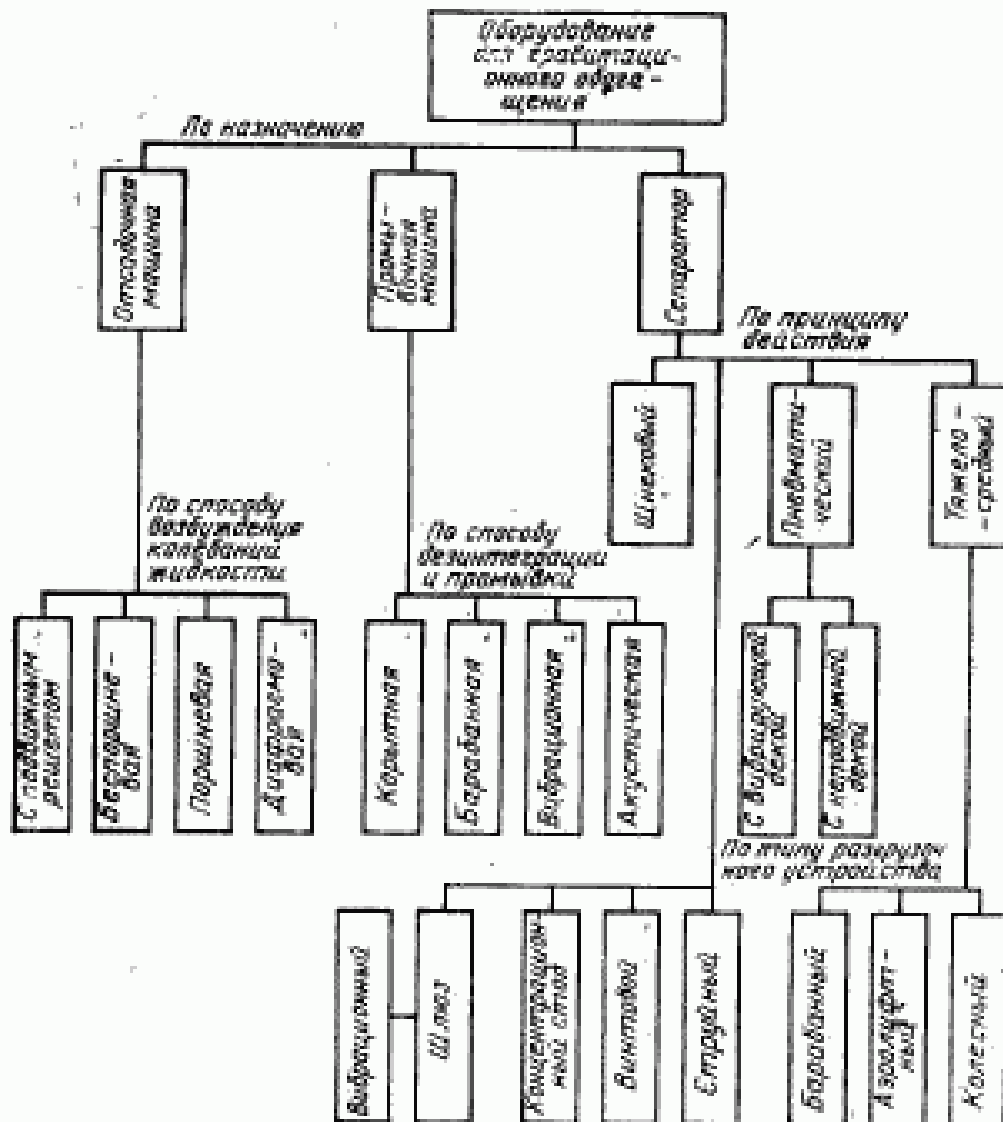 Оборудование
для гравитаци-
онного обога-
щения
По назначению
Отсадочная
машина
Промы-
вочная
машина
Сепаратор
По принципу
действия
Шнековый
Пневмати-
ческий
Тяжело-
-средный
По способу
возбуждения
колебаний
жидкости
По способу
дезинтеграции
и промывки
С подвижным
решетом
Беспоршне-
вая
Поршневая
Диафрагмо-
вая
Корытная
Барабанная
Вибрационная
Акустическая
С вибрирующей
декой
С неподвижной
декой
По типу разгрузоч
ного устройства
Вибрационный
Шлюз
Концентрацион-
ный стол
Винтовой
Струйный
Барабанный
Аэролифт-
ный
Колесный